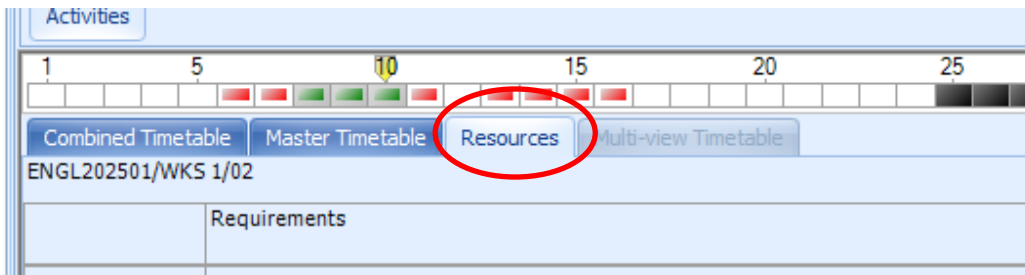 Activities
1 5 10 15 20 25
Combined Timetable Master Timetable Resources Multi-view Timetable
ENGL202501/WKS 1/02
Requirements